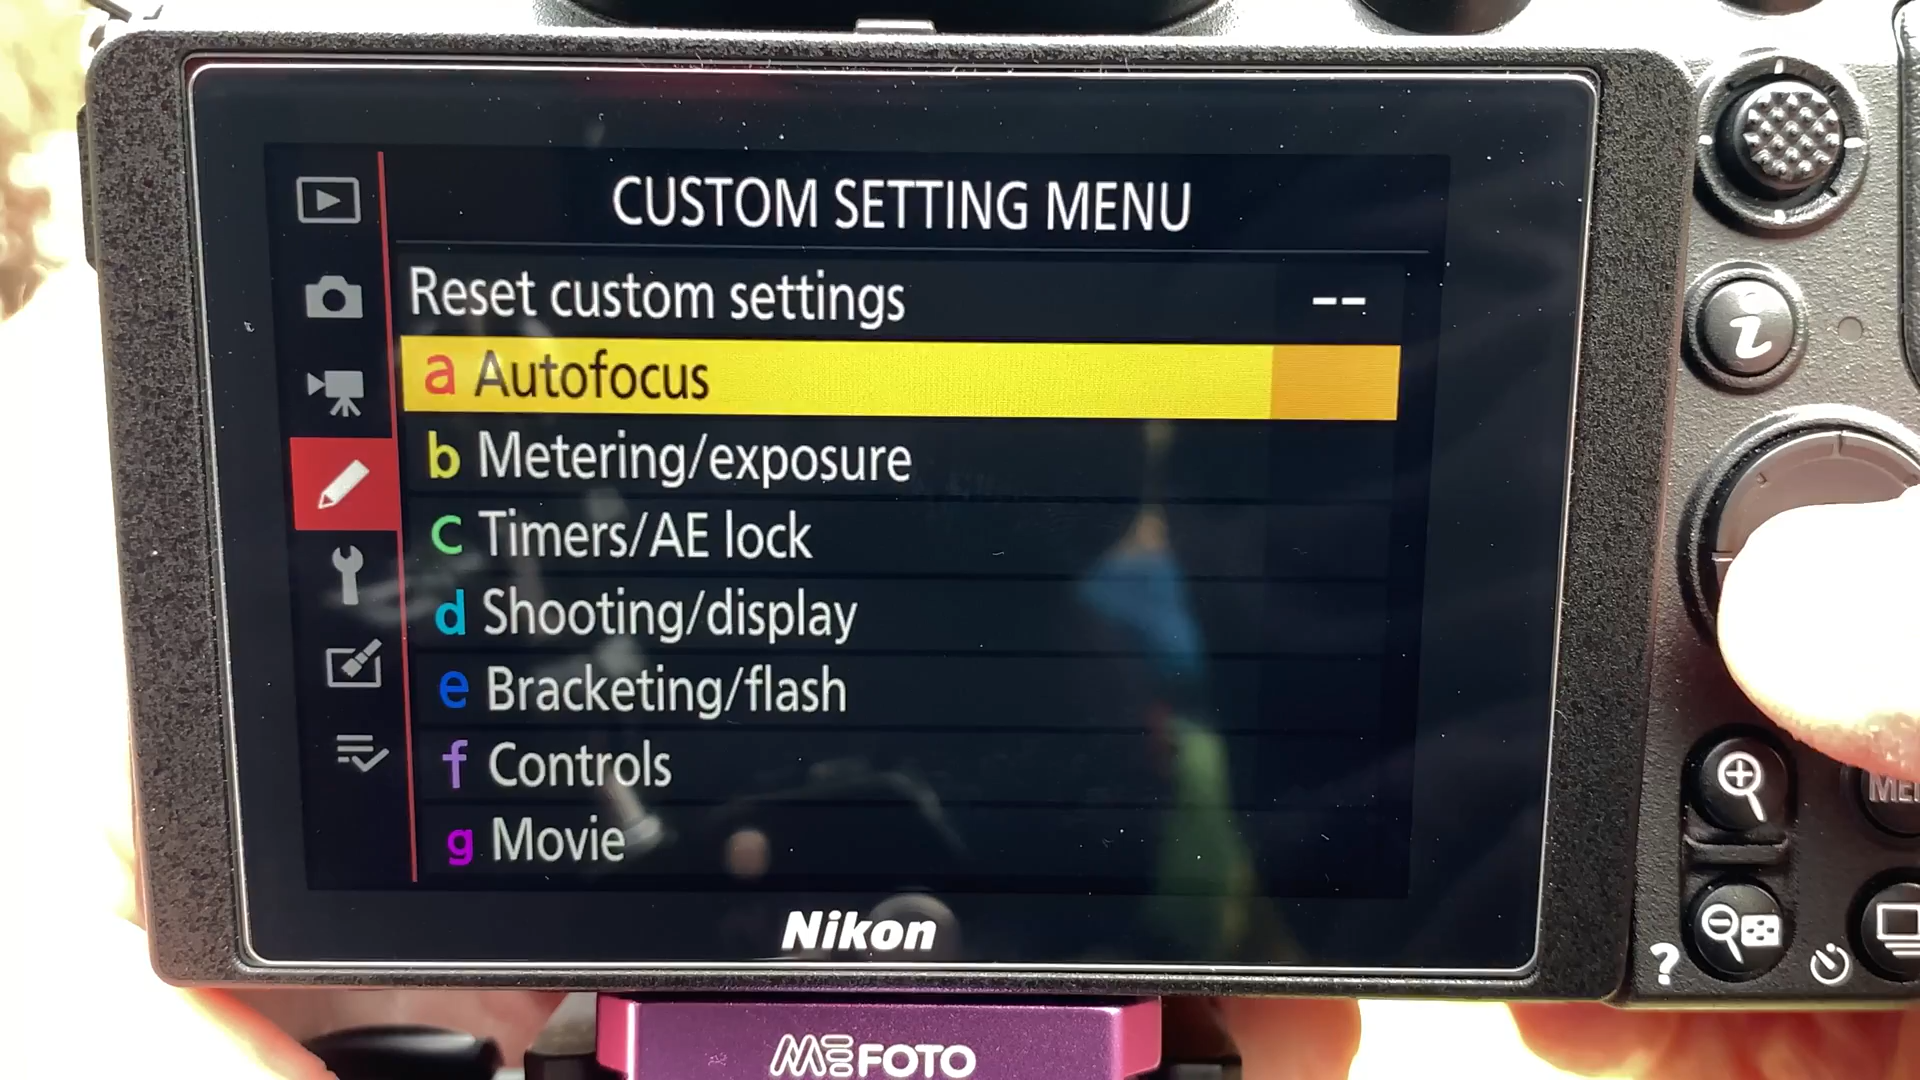 CUSTOM SETTING MENU
Reset custom settings --
a Autofocus
b Metering/exposure
c Timers/AE lock
d Shooting/display
e Bracketing/flash
f Controls
g Movie
Nikon
i
?
MEFOTO